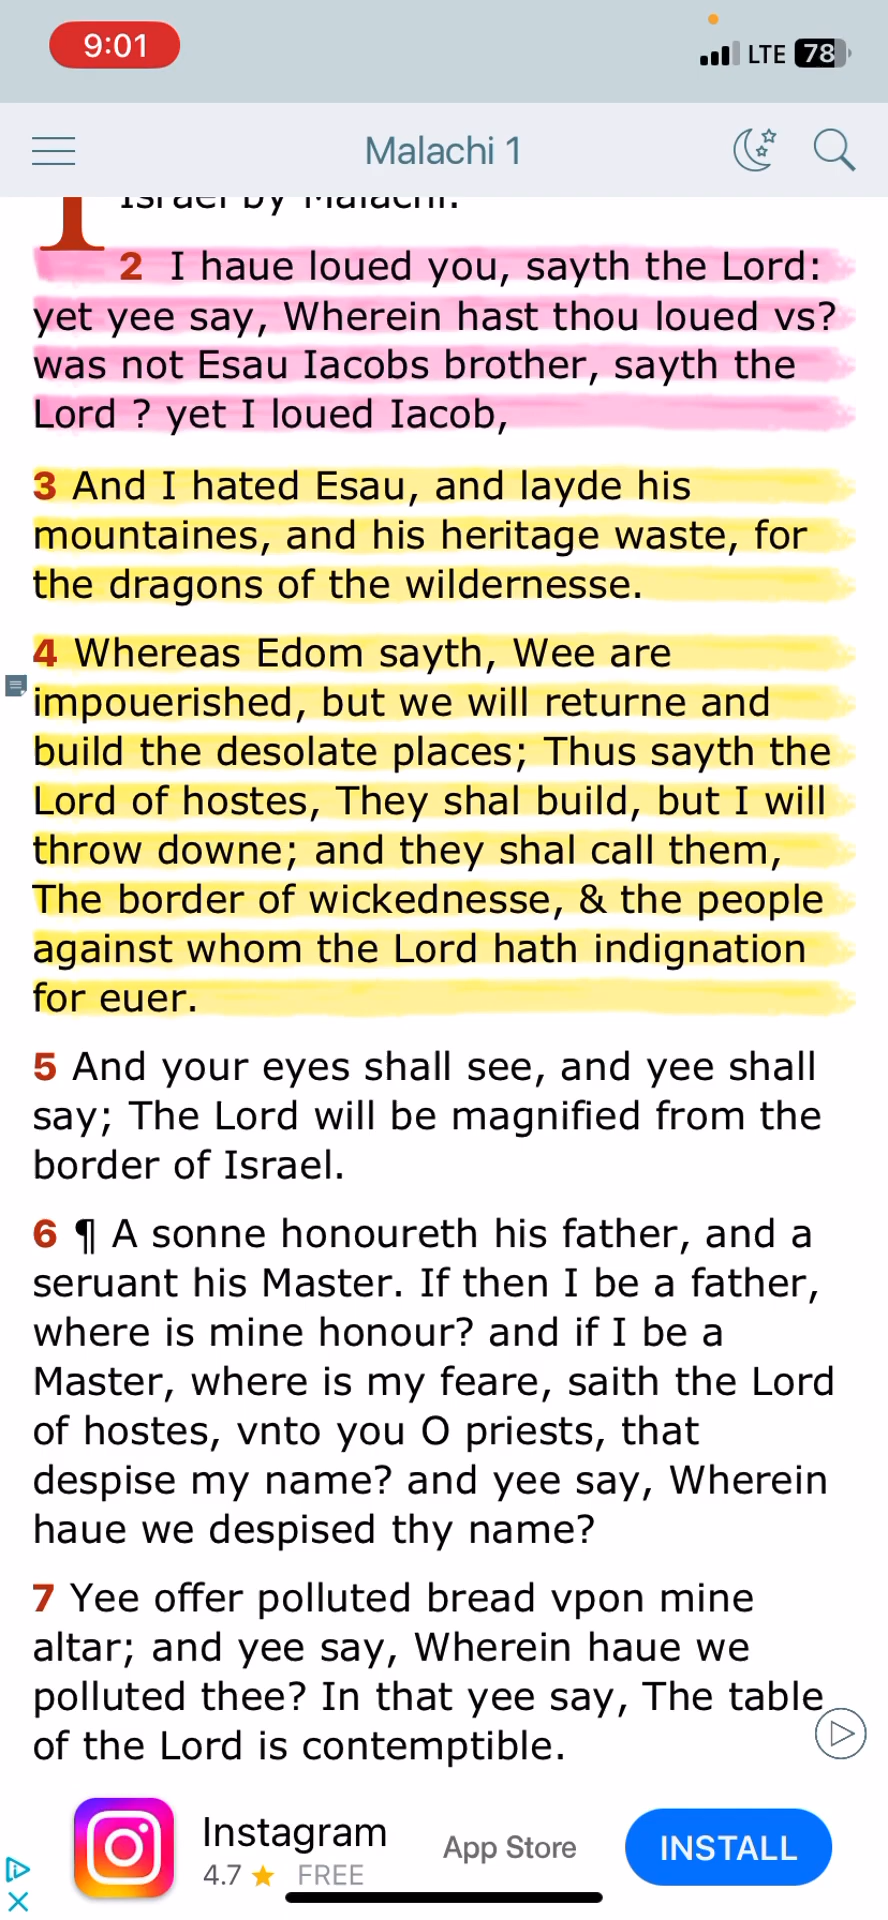 9:01
LTE 78
Malachi 1
Israel by Malachi.
2 I haue loued you, sayth the Lord:
yet yee say, Wherein hast thou loued vs?
was not Esau Iacobs brother, sayth the
Lord ? yet I loued Iacob,
3 And I hated Esau, and layde his
mountaines, and his heritage waste, for
the dragons of the wildernesse.
4 Whereas Edom sayth, Wee are
impouerished, but we will returne and
build the desolate places; Thus sayth the
Lord of hostes, They shal build, but I will
throw downe; and they shal call them,
The border of wickednesse, & the people
against whom the Lord hath indignation
for euer.
5 And your eyes shall see, and yee shall
say; The Lord will be magnified from the
border of Israel.
6 ¶ A sonne honoureth his father, and a
seruant his Master. If then I be a father,
where is mine honour? and if I be a
Master, where is my feare, saith the Lord
of hostes, vnto you O priests, that
despise my name? and yee say, Wherein
haue we despised thy name?
7 Yee offer polluted bread vpon mine
altar; and yee say, Wherein haue we
polluted thee? In that yee say, The table
of the Lord is contemptible.
Instagram
4.7 ★ FREE
App Store
INSTALL